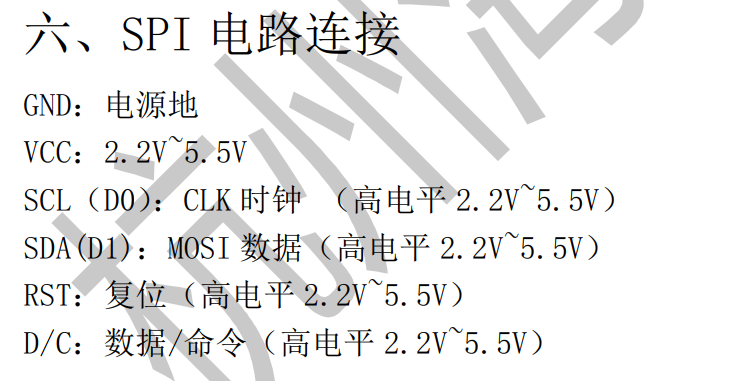 六、SPI 电路连接
GND：电源地
VCC：2.2V~5.5V
SCL（D0）：CLK 时钟 （高电平 2.2V~5.5V）
SDA(D1)：MOSI 数据（高电平 2.2V~5.5V）
RST：复位（高电平 2.2V~5.5V）
D/C：数据/命令（高电平 2.2V~5.5V）
杭州